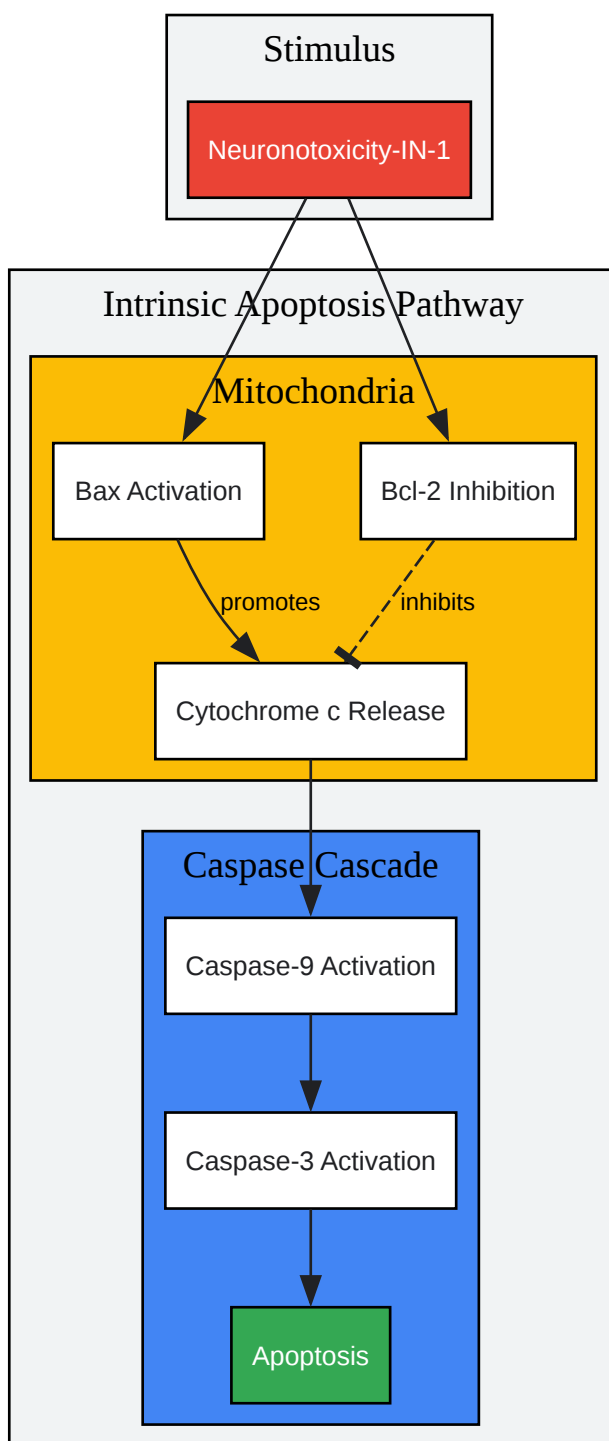 Stimulus
Neuronotoxicity-IN-1
Intrinsic Apoptosis Pathway
Mitochondria
Bax Activation
Bcl-2 Inhibition
promotes
inhibits
Cytochrome c Release
Caspase Cascade
Caspase-9 Activation
Caspase-3 Activation
Apoptosis